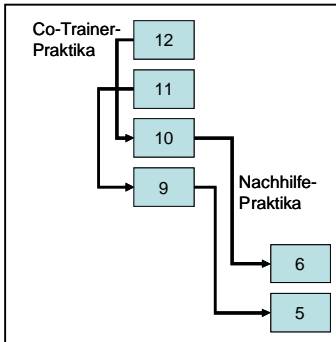 Co-Trainer-
Praktika
12
11
10
9
Nachhilfe-
Praktika
6
5